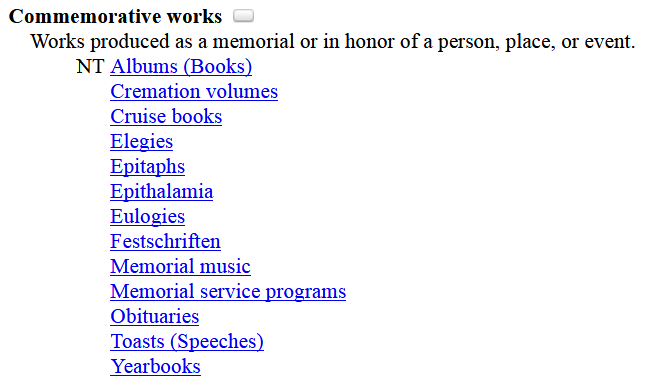 Commemorative works
Works produced as a memorial or in honor of a person, place, or event.
NT Albums (Books)
Cremation volumes
Cruise books
Elegies
Epitaphs
Epithalamia
Eulogies
Festschriften
Memorial music
Memorial service programs
Obituaries
Toasts (Speeches)
Yearbooks